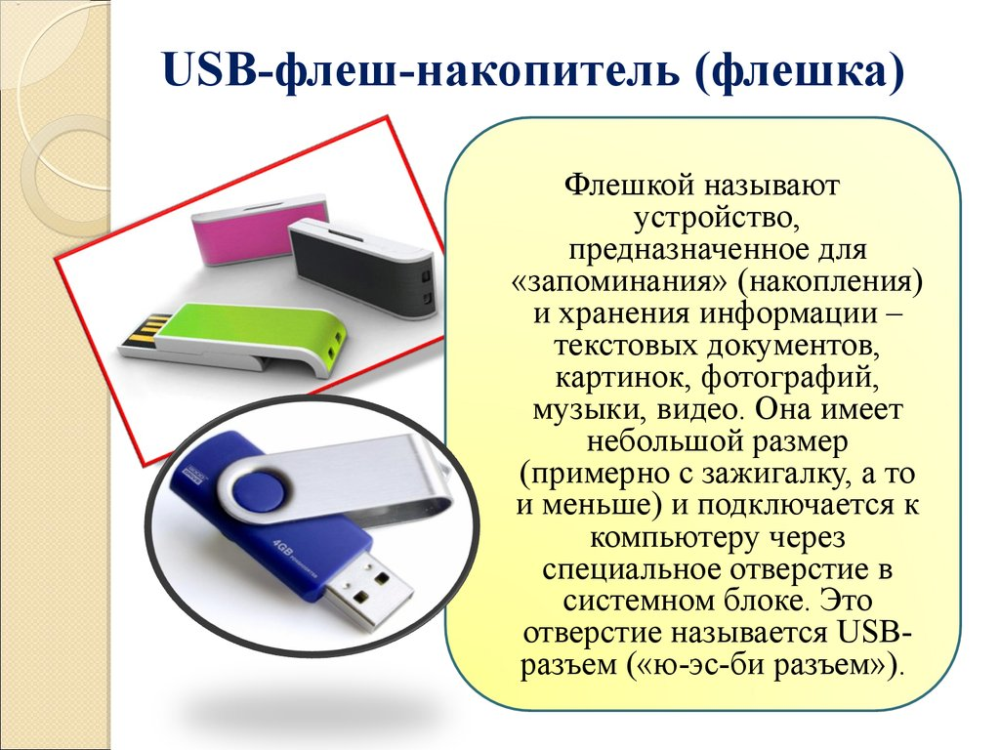 USB-флеш-накопитель (флешка)
Флешкой называют
устройство,
предназначенное для
«запоминания» (накопления)
и хранения информации –
текстовых документов,
картинок, фотографий,
музыки, видео. Она имеет
небольшой размер
(примерно с зажигалку, а то
и меньше) и подключается к
компьютеру через
специальное отверстие в
системном блоке. Это
отверстие называется USB-
разъем («ю-эс-би разъем»).
GOOD
DRIVE
4GB